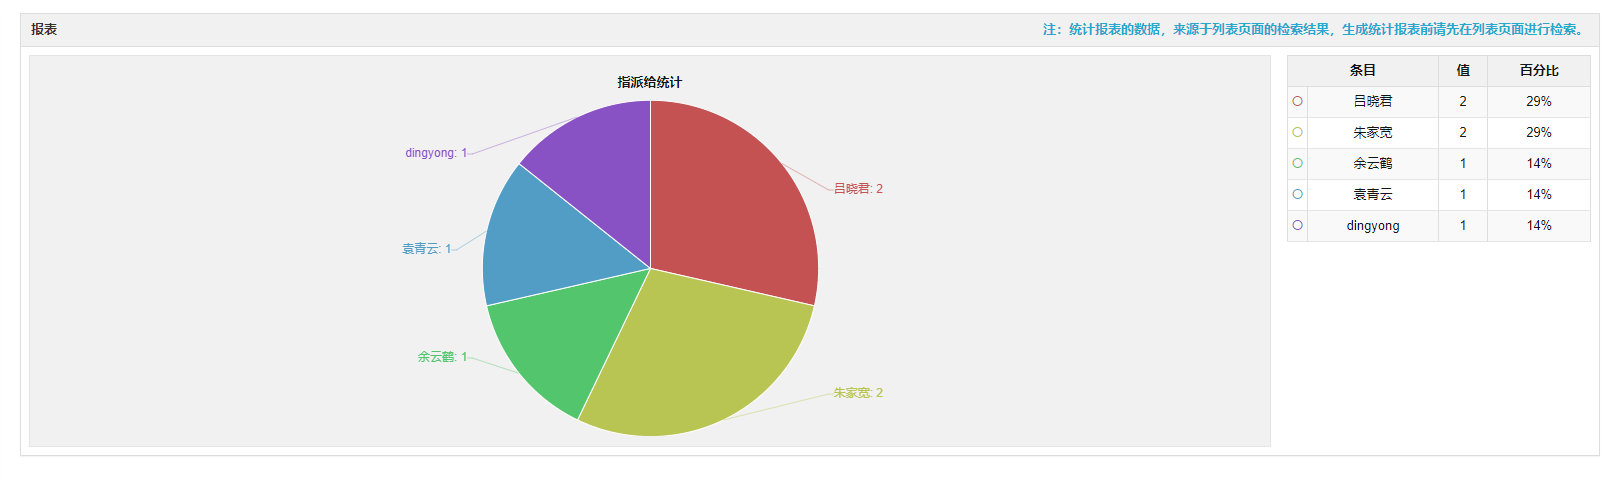 报表
注：统计报表的数据，来源于列表页面的检索结果，生成统计报表前请先在列表页面进行检索。
指派给统计
dingyong: 1
吕晓君: 2
袁青云: 1
余云鹤: 1
朱家宽: 2
条目 值 百分比
吕晓君 2 29%
朱家宽 2 29%
余云鹤 1 14%
袁青云 1 14%
dingyong 1 14%